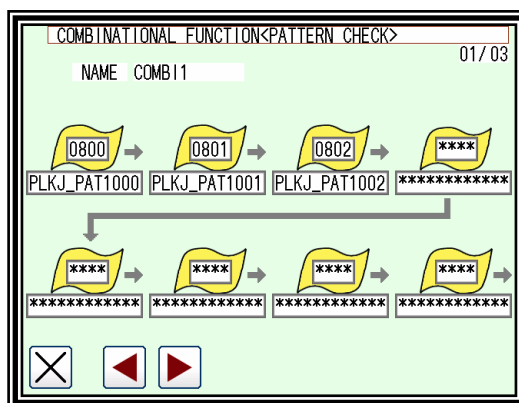 COMBINATIONAL FUNCTION<PATTERN CHECK>
01/03
NAME COMBI1
0800 0801 0802 ****
PLKJ_PAT1000 PLKJ_PAT1001 PLKJ_PAT1002 ************
**** **** **** ****
************ ************ ************ ************